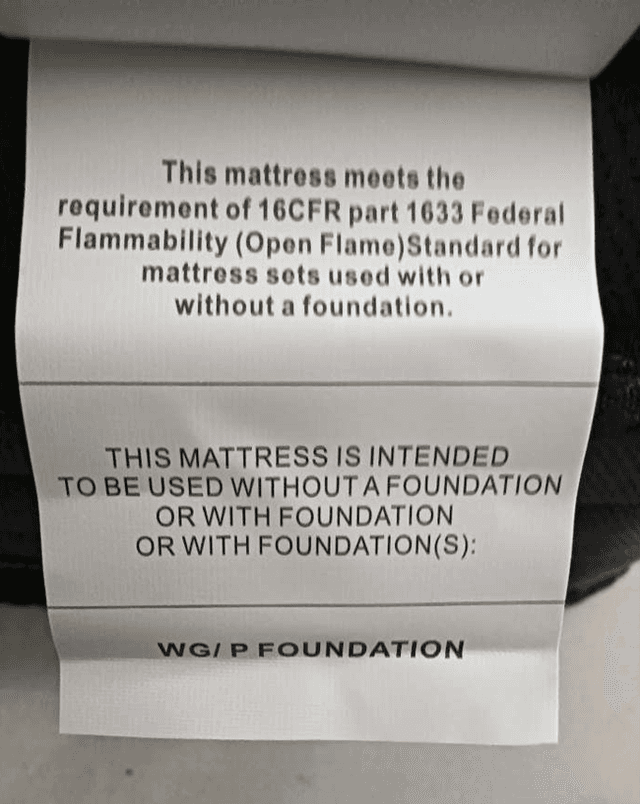 This mattress meets the
requirement of 16CFR part 1633 Federal
Flammability (Open Flame)Standard for
mattress sets used with or
without a foundation.
THIS MATTRESS IS INTENDED
TO BE USED WITHOUT A FOUNDATION
OR WITH FOUNDATION
OR WITH FOUNDATION(S):
WG/ P FOUNDATION